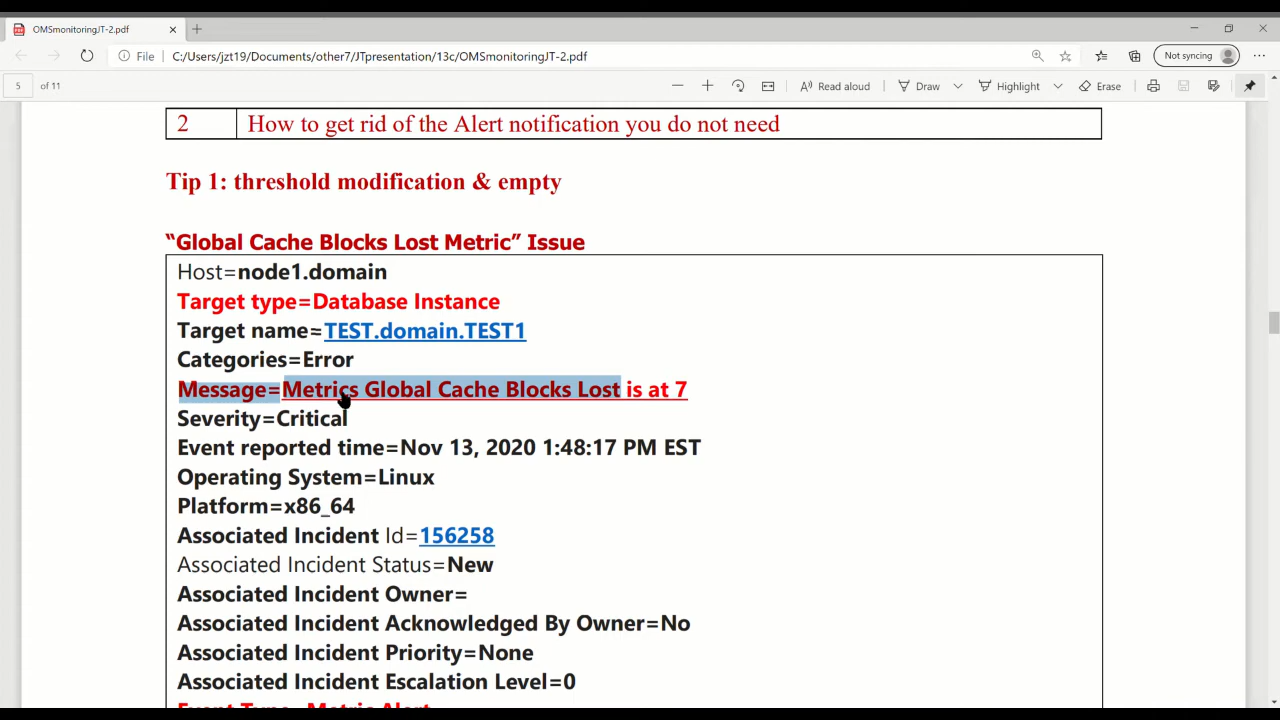 OMSmonitoringJT-2.pdf
File C:/Users/jzt19/Documents/other7/JTpresentation/13c/OMSmonitoringJT-2.pdf Not syncing
5 of 11 Read aloud Draw Highlight Erase
2 How to get rid of the Alert notification you do not need
Tip 1: threshold modification & empty
“Global Cache Blocks Lost Metric” Issue
Host=node1.domain
Target type=Database Instance
Target name=TEST.domain.TEST1
Categories=Error
Message=Metrics Global Cache Blocks Lost is at 7
Severity=Critical
Event reported time=Nov 13, 2020 1:48:17 PM EST
Operating System=Linux
Platform=x86_64
Associated Incident Id=156258
Associated Incident Status=New
Associated Incident Owner=
Associated Incident Acknowledged By Owner=No
Associated Incident Priority=None
Associated Incident Escalation Level=0
Event Type=Metric Alert